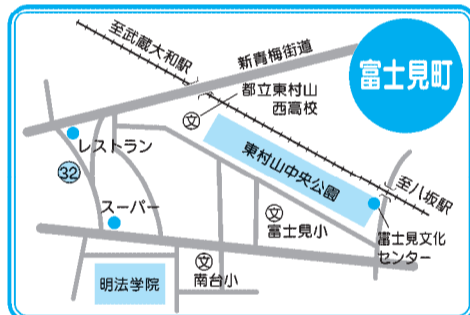 至武蔵大和駅
新青梅街道
富士見町
文
都立東村山
西高校
レストラン
東村山中央公園
32
至八坂駅
スーパー
文
富士見小
富士見文化
センター
文
南台小
明法学院